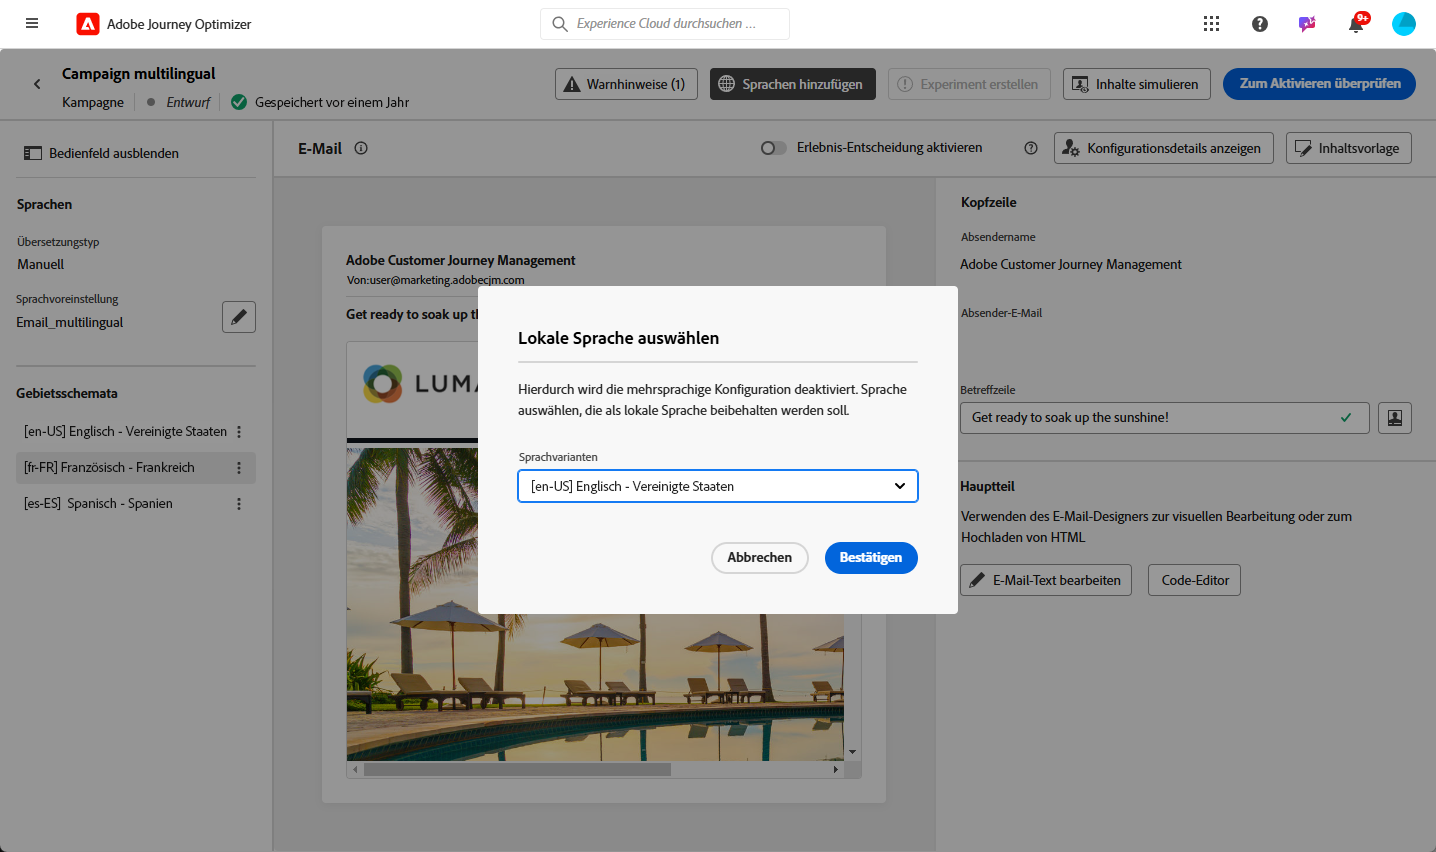 Adobe Journey Optimizer
Experience Cloud durchsuchen ...
9+
Campaign multilingual
Kampagne
Entwurf
Gespeichert vor einem Jahr
Warnhinweise (1)
Sprachen hinzufügen
Experiment erstellen
Inhalte simulieren
Zum Aktivieren überprüfen
Bedienfeld ausblenden
E-Mail
Erlebnis-Entscheidung aktivieren
Konfigurationsdetails anzeigen
Inhaltsvorlage
Sprachen
Übersetzungstyp
Manuell
Sprachvoreinstellung
Email_multilingual
Gebietsschemata
[en-US] Englisch - Vereinigte Staaten
[fr-FR] Französisch - Frankreich
[es-ES] Spanisch - Spanien
Adobe Customer Journey Management
Von:user@marketing.adobecjm.com
Get ready to soak up
LUMA
Lokale Sprache auswählen
Hierdurch wird die mehrsprachige Konfiguration deaktiviert. Sprache
auswählen, die als lokale Sprache beibehalten werden soll.
Sprachvarianten
[en-US] Englisch - Vereinigte Staaten
Abbrechen
Bestätigen
Kopfzeile
Absendername
Adobe Customer Journey Management
Absender-E-Mail
Betreffzeile
Get ready to soak up the sunshine!
Hauptteil
Verwenden des E-Mail-Designers zur visuellen Bearbeitung oder zum
Hochladen von HTML
E-Mail-Text bearbeiten
Code-Editor